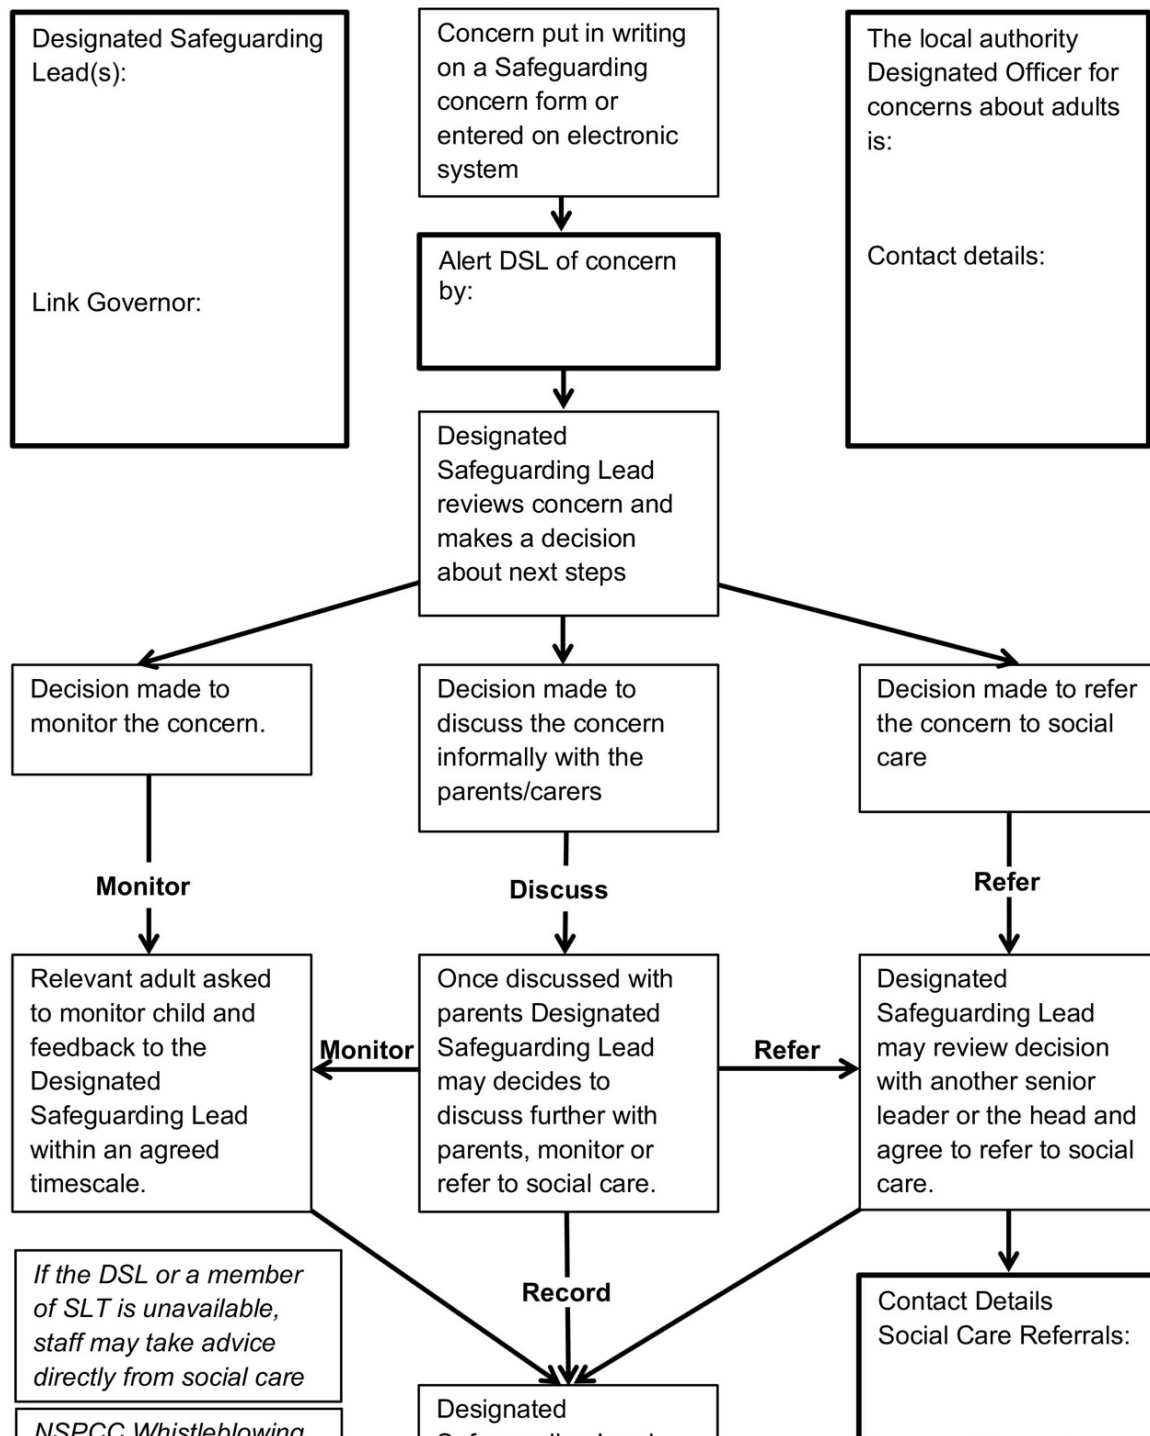 Designated Safeguarding
Lead(s):
Link Governor:
Concern put in writing
on a Safeguarding
concern form or
entered on electronic
system
The local authority
Designated Officer for
concerns about adults
is:
Contact details:
Alert DSL of concern
by:
Designated
Safeguarding Lead
reviews concern and
makes a decision
about next steps
Decision made to
monitor the concern.
Decision made to
discuss the concern
informally with the
parents/carers
Decision made to refer
the concern to social
care
Monitor
Discuss
Refer
Relevant adult asked
to monitor child and
feedback to the
Designated
Safeguarding Lead
within an agreed
timescale.
Monitor
Once discussed with
parents Designated
Safeguarding Lead
may decides to
discuss further with
parents, monitor or
refer to social care.
Refer
Designated
Safeguarding Lead
may review decision
with another senior
leader or the head and
agree to refer to social
care.
If the DSL or a member
of SLT is unavailable,
staff may take advice
directly from social care
Record
Contact Details
Social Care Referrals:
NSPCC Whistleblowing
Designated
Safeguarding Lead